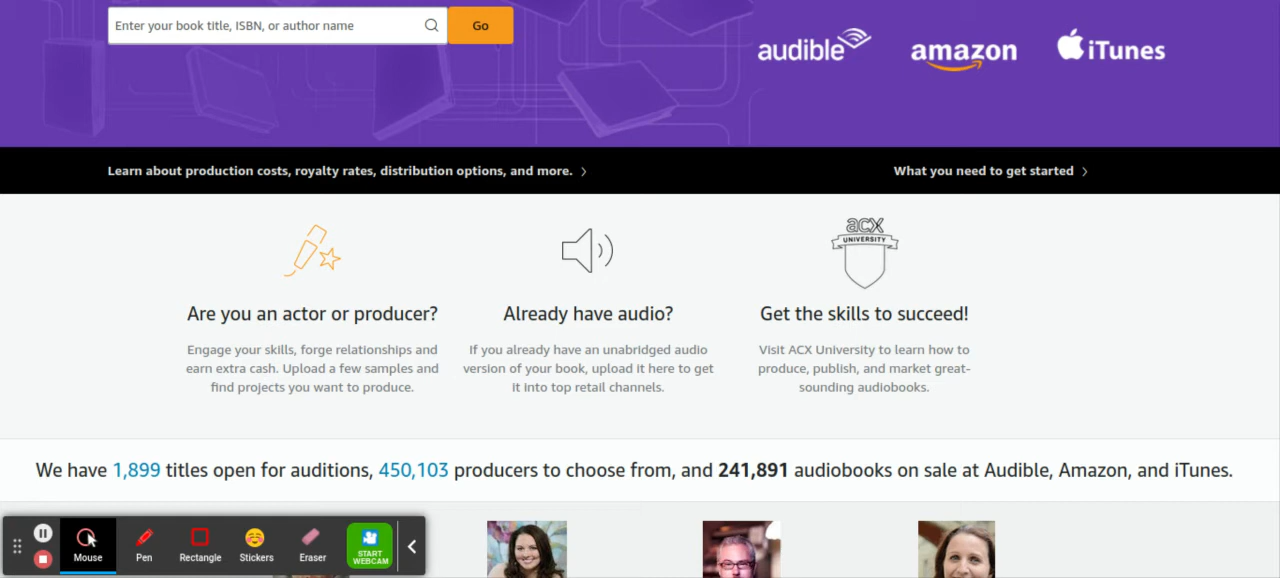 Enter your book title, ISBN, or author name
Go
audible
amazon
iTunes
Learn about production costs, royalty rates, distribution options, and more.
What you need to get started
acx
UNIVERSITY
Are you an actor or producer?
Engage your skills, forge relationships and
earn extra cash. Upload a few samples and
find projects you want to produce.
Already have audio?
If you already have an unabridged audio
version of your book, upload it here to get
it into top retail channels.
Get the skills to succeed!
Visit ACX University to learn how to
produce, publish, and market great-
sounding audiobooks.
We have 1,899 titles open for auditions, 450,103 producers to choose from, and 241,891 audiobooks on sale at Audible, Amazon, and iTunes.
Mouse
Pen
Rectangle
Stickers
Eraser
START
WEBCAM